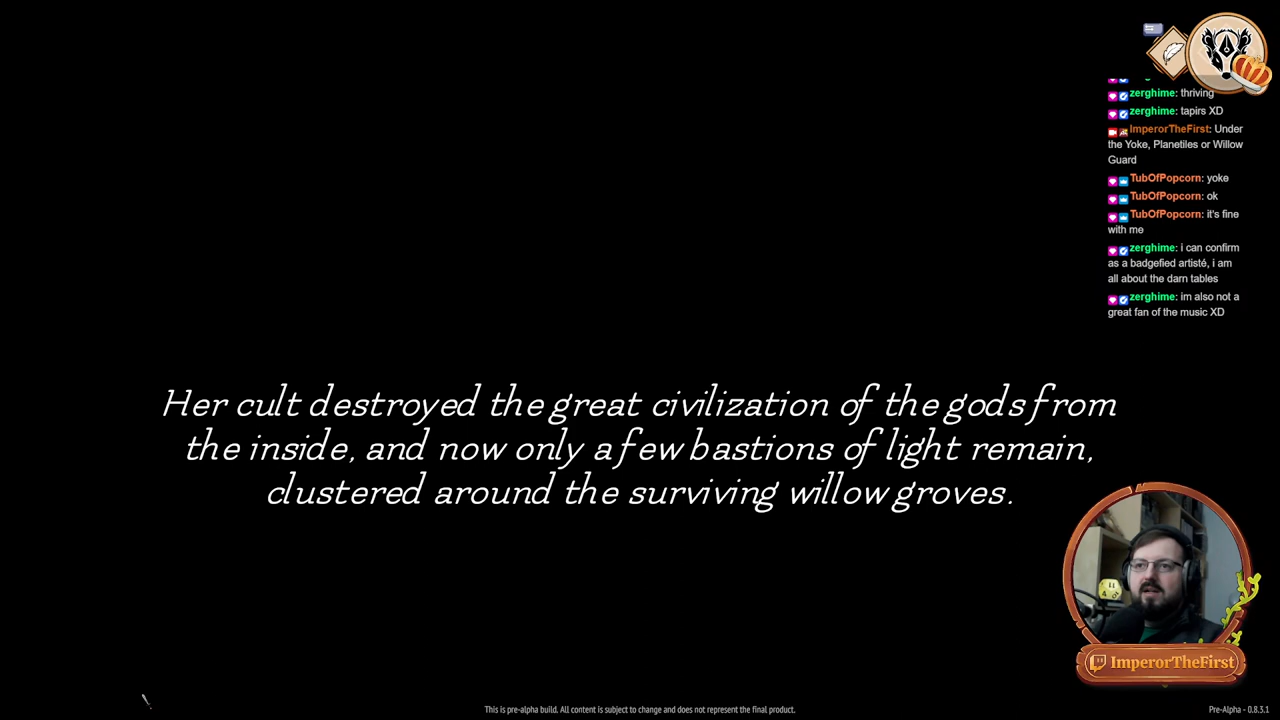 zerghime: thriving
zerghime: tapirs XD
ImperorTheFirst: Under
the Yoke, Planetiles or Willow
Guard
TubOfPopcorn: yoke
TubOfPopcorn: ok
TubOfPopcorn: it's fine
with me
zerghime: i can confirm
as a badgefied artisté, i am
all about the darn tables
zerghime: im also not a
great fan of the music XD
Her cult destroyed the great civilization of the gods from
the inside, and now only a few bastions of light remain,
clustered around the surviving willow groves.
ImperorTheFirst
This is pre-alpha build. All content is subject to change and does not represent the final product.
Pre-Alpha - 0.8.3.1